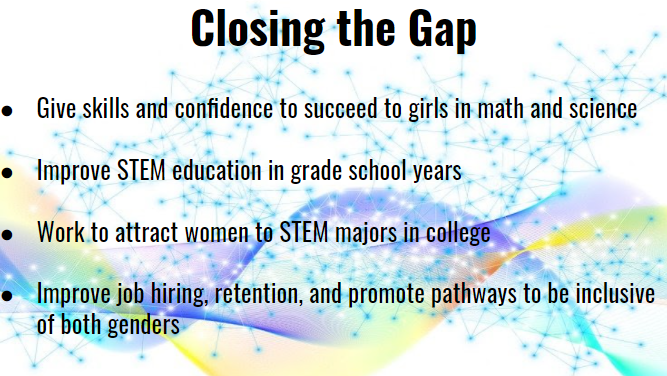 Closing the Gap
● Give skills and confidence to succeed to girls in math and science
● Improve STEM education in grade school years
● Work to attract women to STEM majors in college
● Improve job hiring, retention, and promote pathways to be inclusive
of both genders